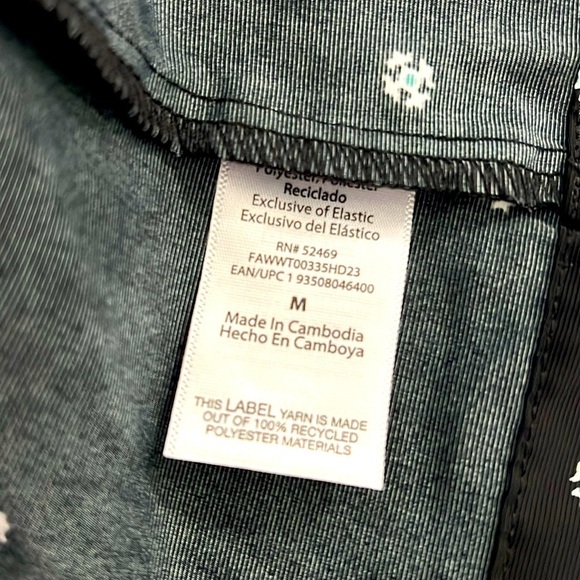 Polyester, Poliéster
Reciclado
Exclusive of Elastic
Exclusivo del Elástico
RN# 52469
FAWWT00335HD23
EAN/UPC 1 93508046400
M
Made In Cambodia
Hecho En Camboya
THIS LABEL YARN IS MADE
OUT OF 100% RECYCLED
POLYESTER MATERIALS